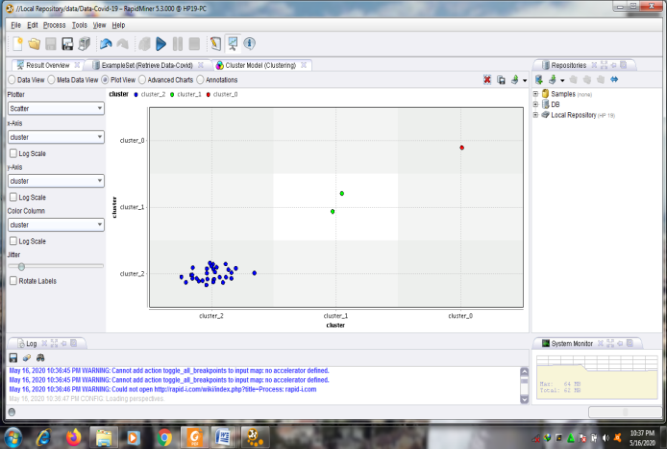 //Local Repository/data/Data-Covid-19 – RapidMiner 5.3.000 @ HP19-PC
File Edit Process Tools View Help
Result Overview
ExampleSet (Retrieve Data-Covid)
Cluster Model (Clustering)
Data View
Meta Data View
Plot View
Advanced Charts
Annotations
Plotter
Scatter
x-Axis
cluster
Log Scale
y-Axis
cluster
Log Scale
Color Column
cluster
Log Scale
Jitter
Rotate Labels
cluster cluster_2 cluster_1 cluster_0
cluster_0
cluster_1
cluster_2
cluster
cluster_2 cluster_1 cluster_0
cluster
Repositories
Samples (none)
DB
Local Repository (HP 19)
Log
May 16, 2020 10:36:45 PM WARNING: Cannot add action toggle_all_breakpoints to input map: no accelerator defined.
May 16, 2020 10:36:45 PM WARNING: Cannot add action toggle_all_breakpoints to input map: no accelerator defined.
May 16, 2020 10:36:46 PM WARNING: Could not open http://rapid-i.com/wiki/index.php?title=Process: rapid-i.com
May 16, 2020 10:36:47 PM CONFIG: Loading perspectives.
System Monitor
Max: 64 MB
Total: 62 MB
10:37 PM
5/16/2020